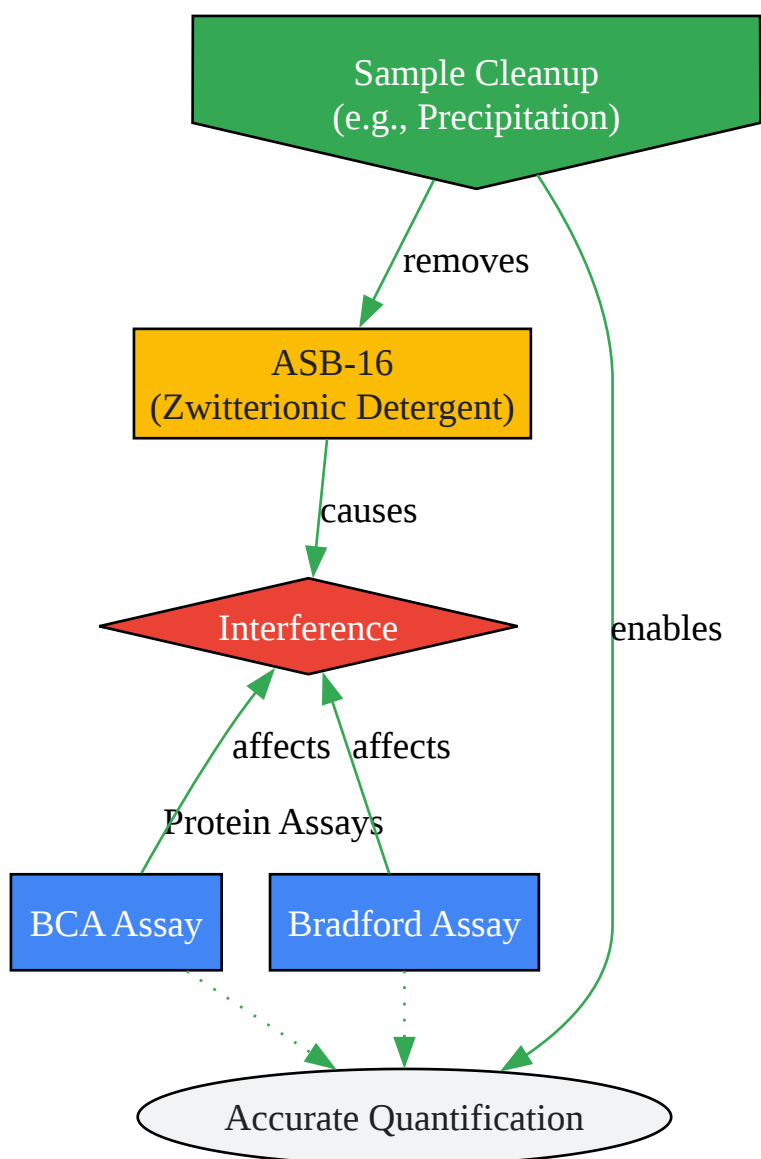 Sample Cleanup
(e.g., Precipitation)
removes
ASB-16
(Zwitterionic Detergent)
causes
Interference
enables
affects
affects
Protein Assays
BCA Assay
Bradford Assay
Accurate Quantification